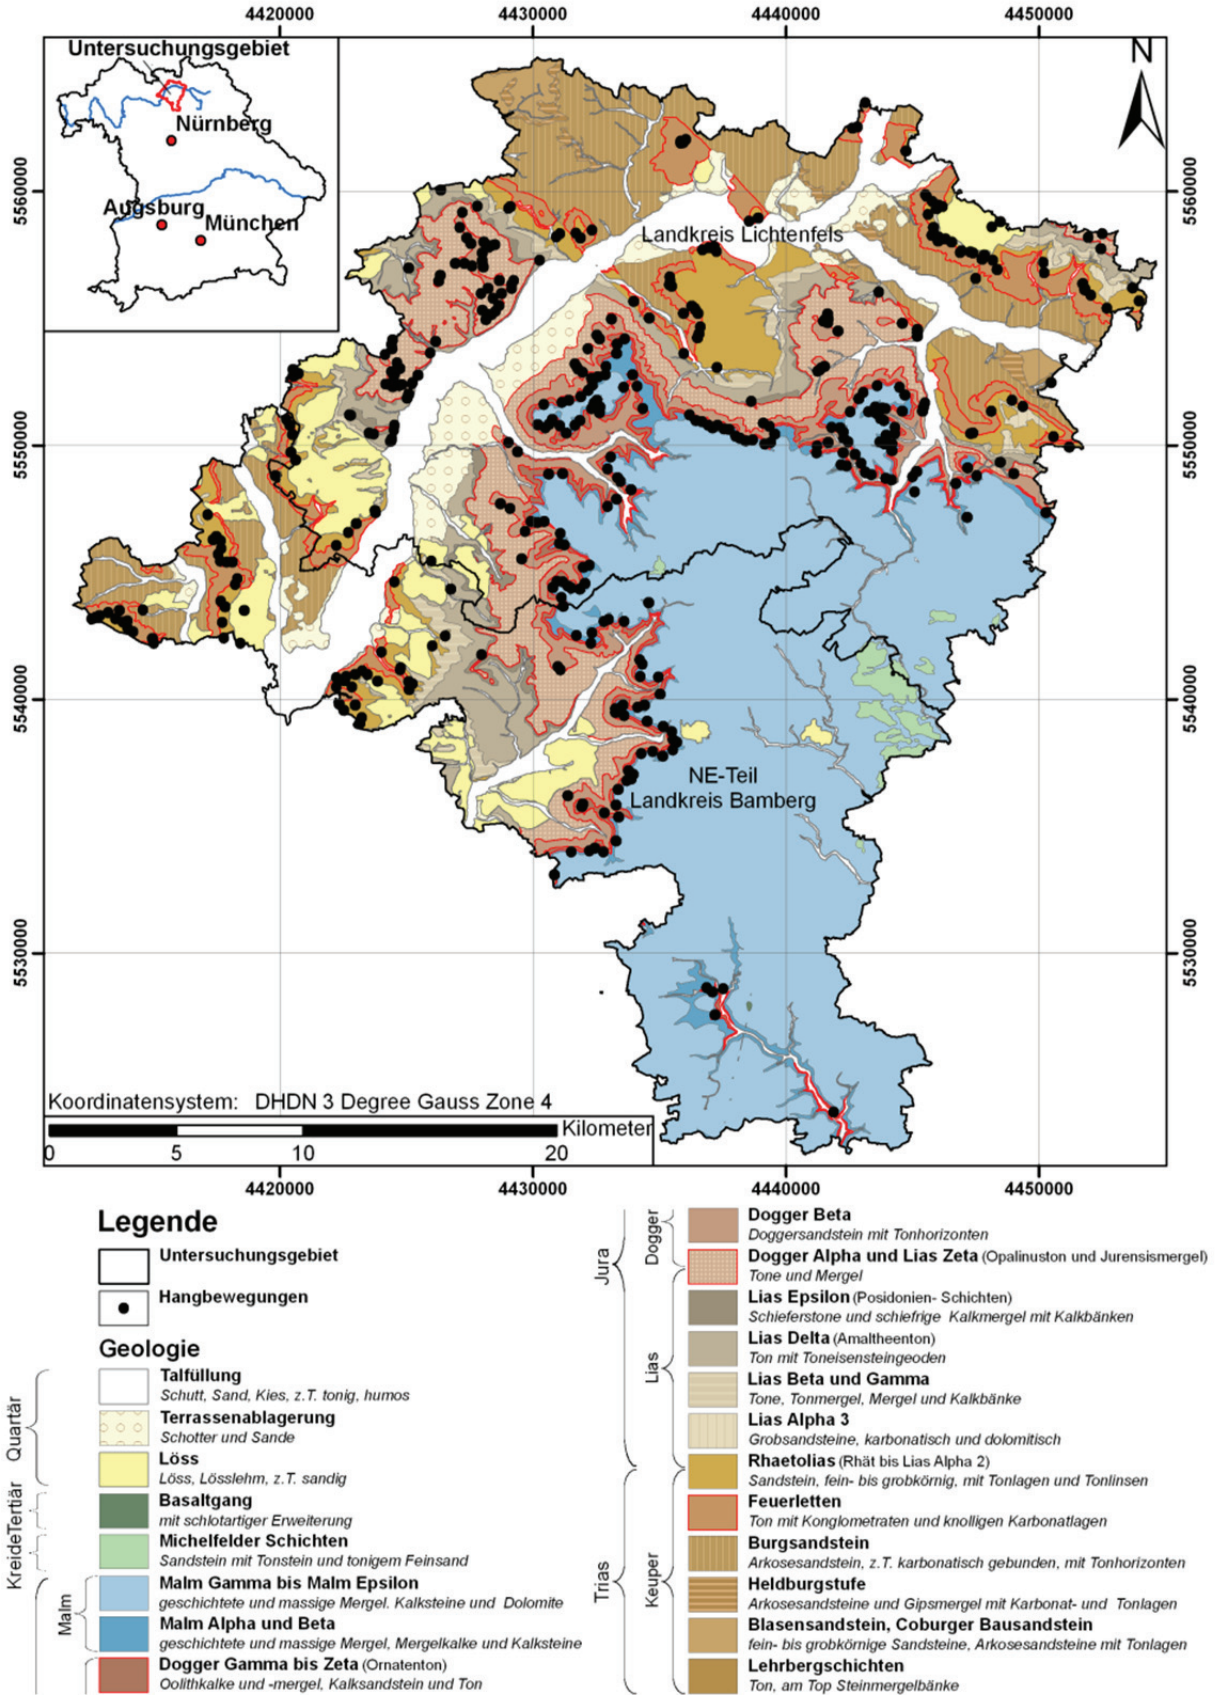 4420000
4430000
4440000
4450000
Untersuchungsgebiet
Nürnberg
Augsburg
München
N
5560000
5560000
Landkreis Lichtenfels
5550000
5550000
5540000
5540000
NE-Teil
Landkreis Bamberg
5530000
5530000
Koordinatensystem: DHDN 3 Degree Gauss Zone 4
Kilometer
0 5 10 20
4420000
4430000
4440000
4450000
Legende
Untersuchungsgebiet
Hangbewegungen
Geologie
Quartär
Talfüllung
Schutt, Sand, Kies, z.T. tonig, humos
Terrassenablagerung
Schotter und Sande
Löss
Löss, Lösslehm, z.T. sandig
Tertiär
Basaltgang
mit schlotartiger Erweiterung
Kreide
Michelfelder Schichten
Sandstein mit Tonstein und tonigem Feinsand
Malm
Malm Gamma bis Malm Epsilon
geschichtete und massige Mergel. Kalksteine und Dolomite
Malm Alpha und Beta
geschichtete und massige Mergel, Mergelkalke und Kalksteine
Dogger Gamma bis Zeta (Ornatenton)
Oolithkalke und -mergel, Kalksandstein und Ton
Jura
Dogger
Dogger Beta
Doggersandstein mit Tonhorizonten
Dogger Alpha und Lias Zeta (Opalinuston und Jurensismergel)
Tone und Mergel
Lias
Lias Epsilon (Posidonien- Schichten)
Schieferstone und schiefrige Kalkmergel mit Kalkbänken
Lias Delta (Amaltheenton)
Ton mit Toneisensteingeoden
Lias Beta und Gamma
Tone, Tonmergel, Mergel und Kalkbänke
Lias Alpha 3
Grobsandsteine, karbonatisch und dolomitisch
Rhaetolias (Rhät bis Lias Alpha 2)
Sandstein, fein- bis grobkörnig, mit Tonlagen und Tonlinsen
Trias
Keuper
Feuerletten
Ton mit Konglometraten und knolligen Karbonatlagen
Burgsandstein
Arkosesandstein, z.T. karbonatisch gebunden, mit Tonhorizonten
Heldburgstufe
Arkosesandsteine und Gipsmergel mit Karbonat- und Tonlagen
Blasensandstein, Coburger Bausandstein
fein- bis grobkörnige Sandsteine, Arkosesandsteine mit Tonlagen
Lehrbergschichten
Ton, am Top Steinmergelbänke